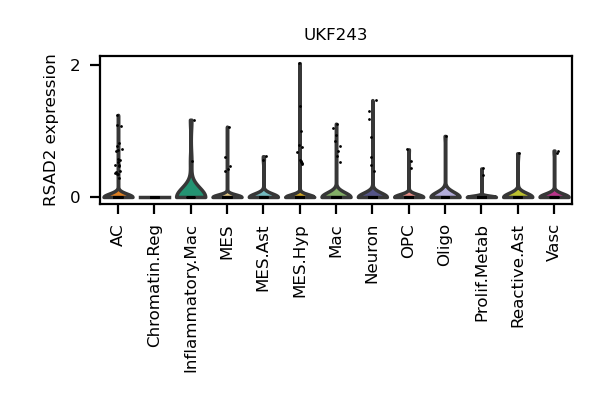 UKF243
RSAD2 expression
2
0
AC
Chromatin.Reg
Inflammatory.Mac
MES
MES.Ast
MES.Hyp
Mac
Neuron
OPC
Oligo
Prolif.Metab
Reactive.Ast
Vasc